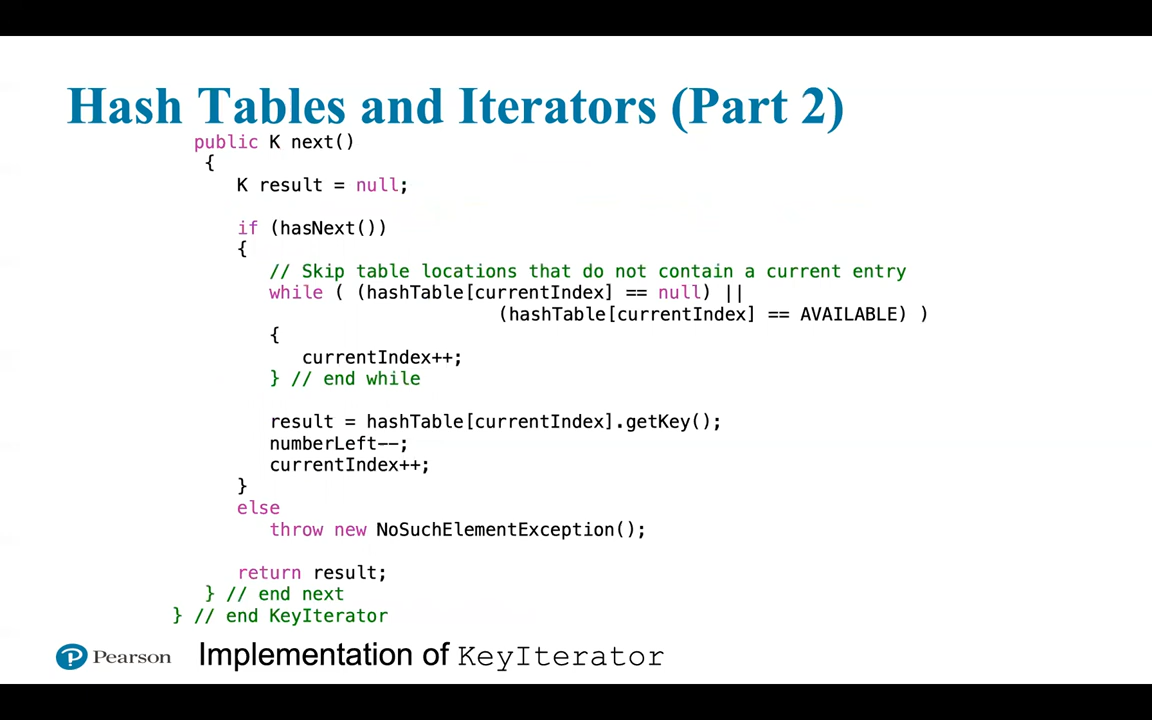 Hash Tables and Iterators (Part 2)
public K next()
{
K result = null;
if (hasNext())
{
// Skip table locations that do not contain a current entry
while ( (hashTable[currentIndex] == null) ||
(hashTable[currentIndex] == AVAILABLE) )
{
currentIndex++;
} // end while
result = hashTable[currentIndex].getKey();
numberLeft--;
currentIndex++;
}
else
throw new NoSuchElementException();
return result;
} // end next
} // end KeyIterator
P Pearson
Implementation of KeyIterator